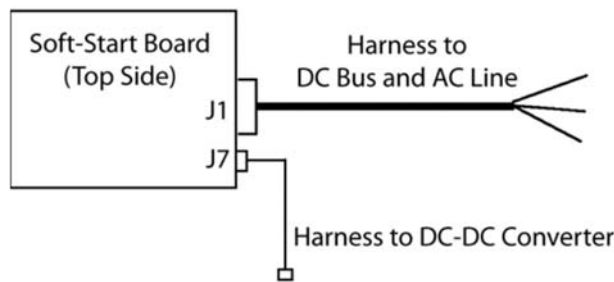 Soft-Start Board
(Top Side)
Harness to
DC Bus and AC Line
J1
J7
Harness to DC-DC Converter